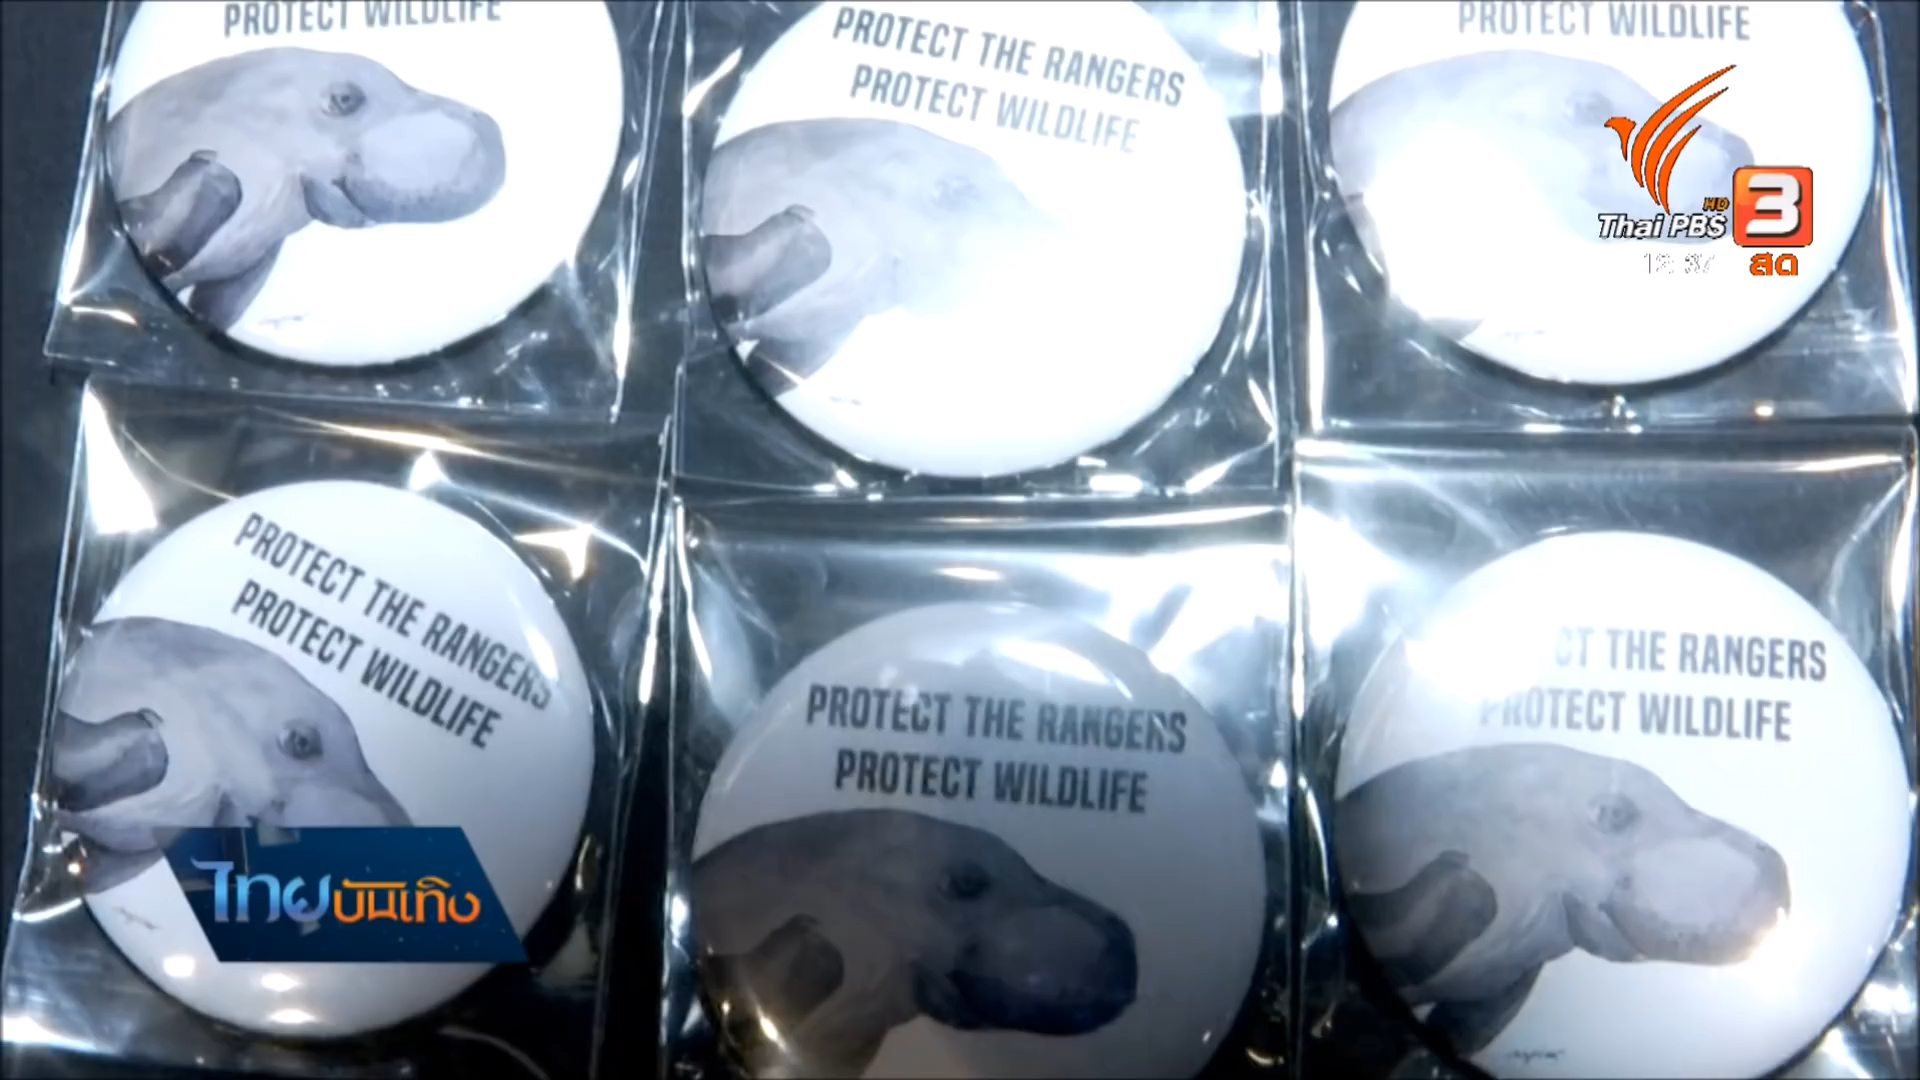 PROTECT WILDLIFE
PROTECT THE RANGERS
PROTECT WILDLIFE
PROTECT WILDLIFE
HD
Thai PBS
3
สด
PROTECT THE RANGERS
PROTECT WILDLIFE
PROTECT THE RANGERS
PROTECT WILDLIFE
CT THE RANGERS
PROTECT WILDLIFE
ไทยบันเทิง